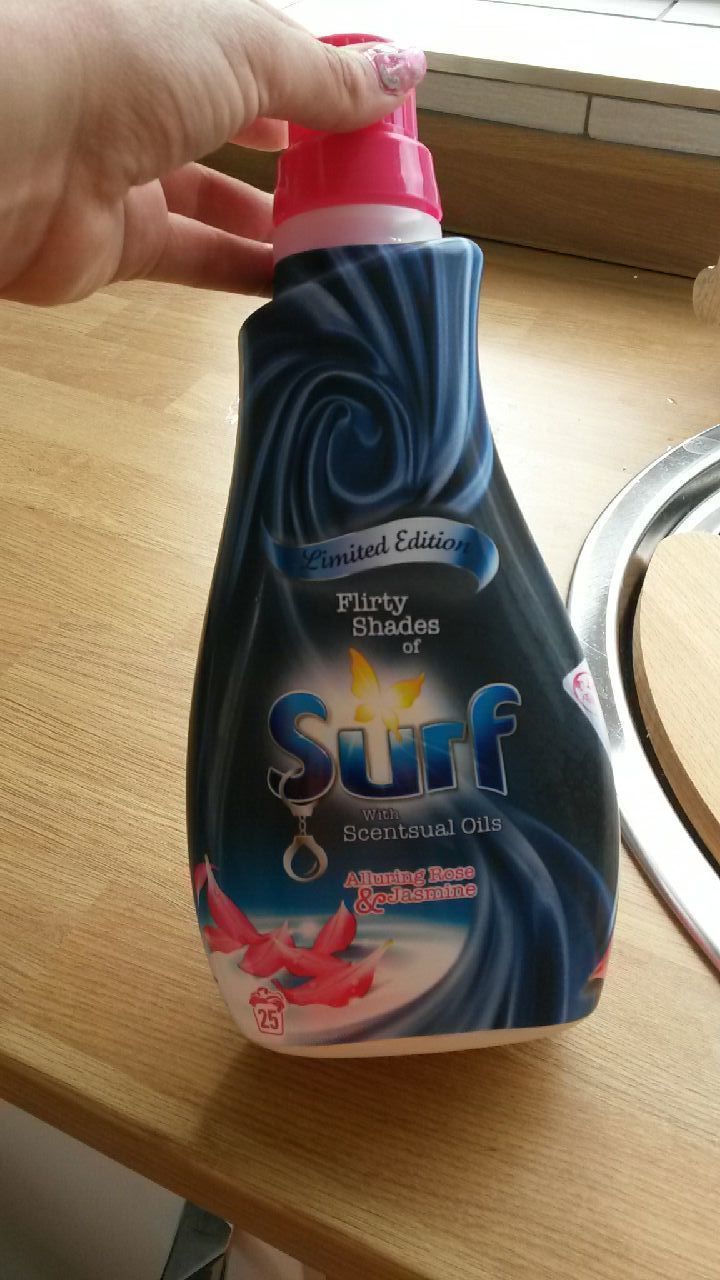 Limited Edition
Flirty
Shades
of
Surf
With
Scentsual Oils
Alluring Rose
& Jasmine
25